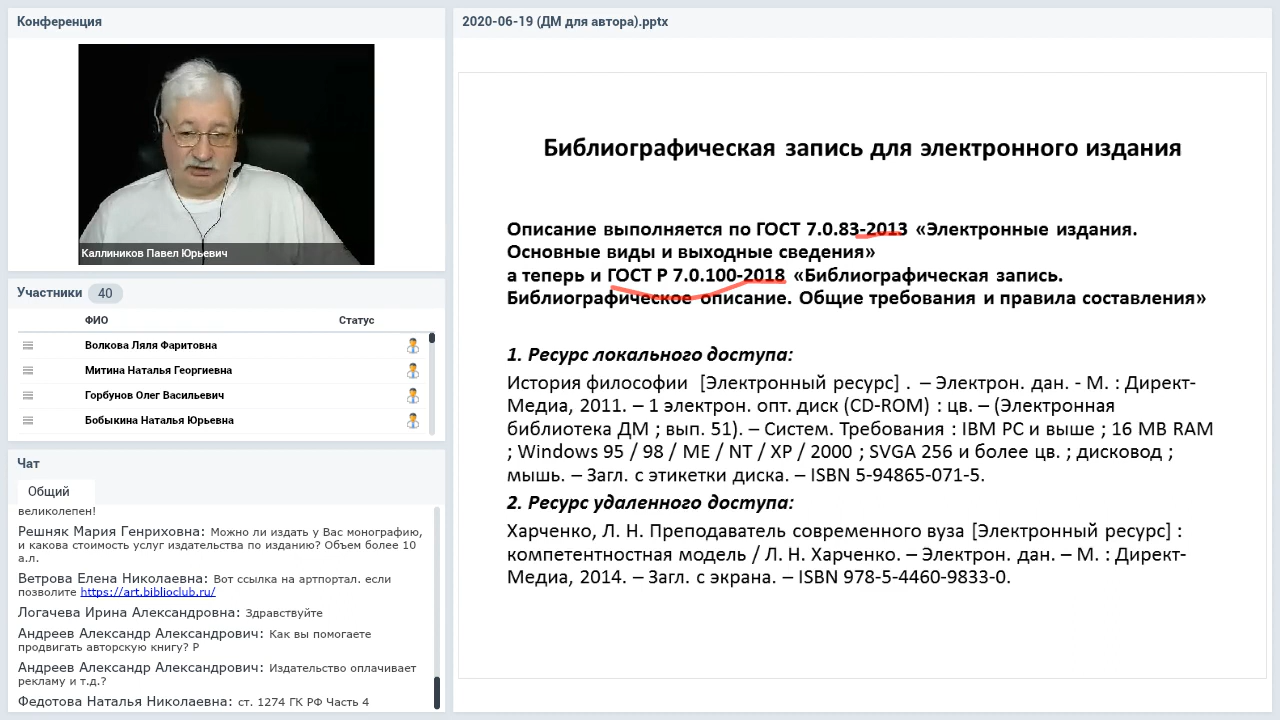 Конференция
Каллиников Павел Юрьевич
Участники 40
ФИО Статус
Волкова Ляля Фаритовна
Митина Наталья Георгиевна
Горбунов Олег Васильевич
Бобыкина Наталья Юрьевна
Чат
Общий
великолепен!
Решняк Мария Генриховна: Можно ли издать у Вас монографию,
и какова стоимость услуг издательства по изданию? Объем более 10
а.л.
Ветрова Елена Николаевна: Вот ссылка на артпортал. если
позволите https://art.biblioclub.ru/
Логачева Ирина Александровна: Здравствуйте
Андреев Александр Александрович: Как вы помогаете
продвигать авторскую книгу? Р
Андреев Александр Александрович: Издательство оплачивает
рекламу и т.д.?
Федотова Наталья Николаевна: ст. 1274 ГК РФ Часть 4
2020-06-19 (ДМ для автора).pptx
Библиографическая запись для электронного издания
Описание выполняется по ГОСТ 7.0.83-2013 «Электронные издания.
Основные виды и выходные сведения»
а теперь и ГОСТ Р 7.0.100-2018 «Библиографическая запись.
Библиографическое описание. Общие требования и правила составления»
1. Ресурс локального доступа:
История философии [Электронный ресурс] . – Электрон. дан. - М. : Директ-
Медиа, 2011. – 1 электрон. опт. диск (CD-ROM) : цв. – (Электронная
библиотека ДМ ; вып. 51). – Систем. Требования : IBM PC и выше ; 16 MB RAM
; Windows 95 / 98 / ME / NT / XP / 2000 ; SVGA 256 и более цв. ; дисковод ;
мышь. – Загл. с этикетки диска. – ISBN 5-94865-071-5.
2. Ресурс удаленного доступа:
Харченко, Л. Н. Преподаватель современного вуза [Электронный ресурс] :
компетентностная модель / Л. Н. Харченко. – Электрон. дан. – М. : Директ-
Медиа, 2014. – Загл. с экрана. – ISBN 978-5-4460-9833-0.